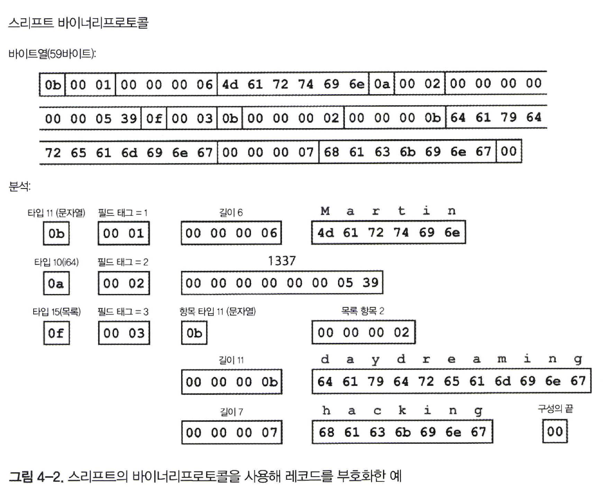 스리프트 바이너리프로토콜
바이트열(59바이트):
0b 00 01 00 00 00 06 4d 61 72 74 69 6e 0a 00 02 00 00 00 00
00 00 05 39 0f 00 03 0b 00 00 00 02 00 00 00 0b 64 61 79 64
72 65 61 6d 69 6e 67 00 00 00 07 68 61 63 6b 69 6e 67 00
분석:
타입 11 (문자열) 필드 태그 = 1 길이 6 M a r t i n
0b 00 01 00 00 00 06 4d 61 72 74 69 6e
타입 10(i64) 필드 태그 = 2 1337
0a 00 02 00 00 00 00 00 00 05 39
타입 15(목록) 필드 태그 = 3 항목 타입 11 (문자열) 목록 항목 2
0f 00 03 0b 00 00 00 02
길이 11 d a y d r e a m i n g
00 00 00 0b 64 61 79 64 72 65 61 6d 69 6e 67
길이 7 h a c k i n g 구성의 끝
00 00 00 07 68 61 63 6b 69 6e 67 00
그림 4-2. 스리프트의 바이너리프로토콜을 사용해 레코드를 부호화한 예